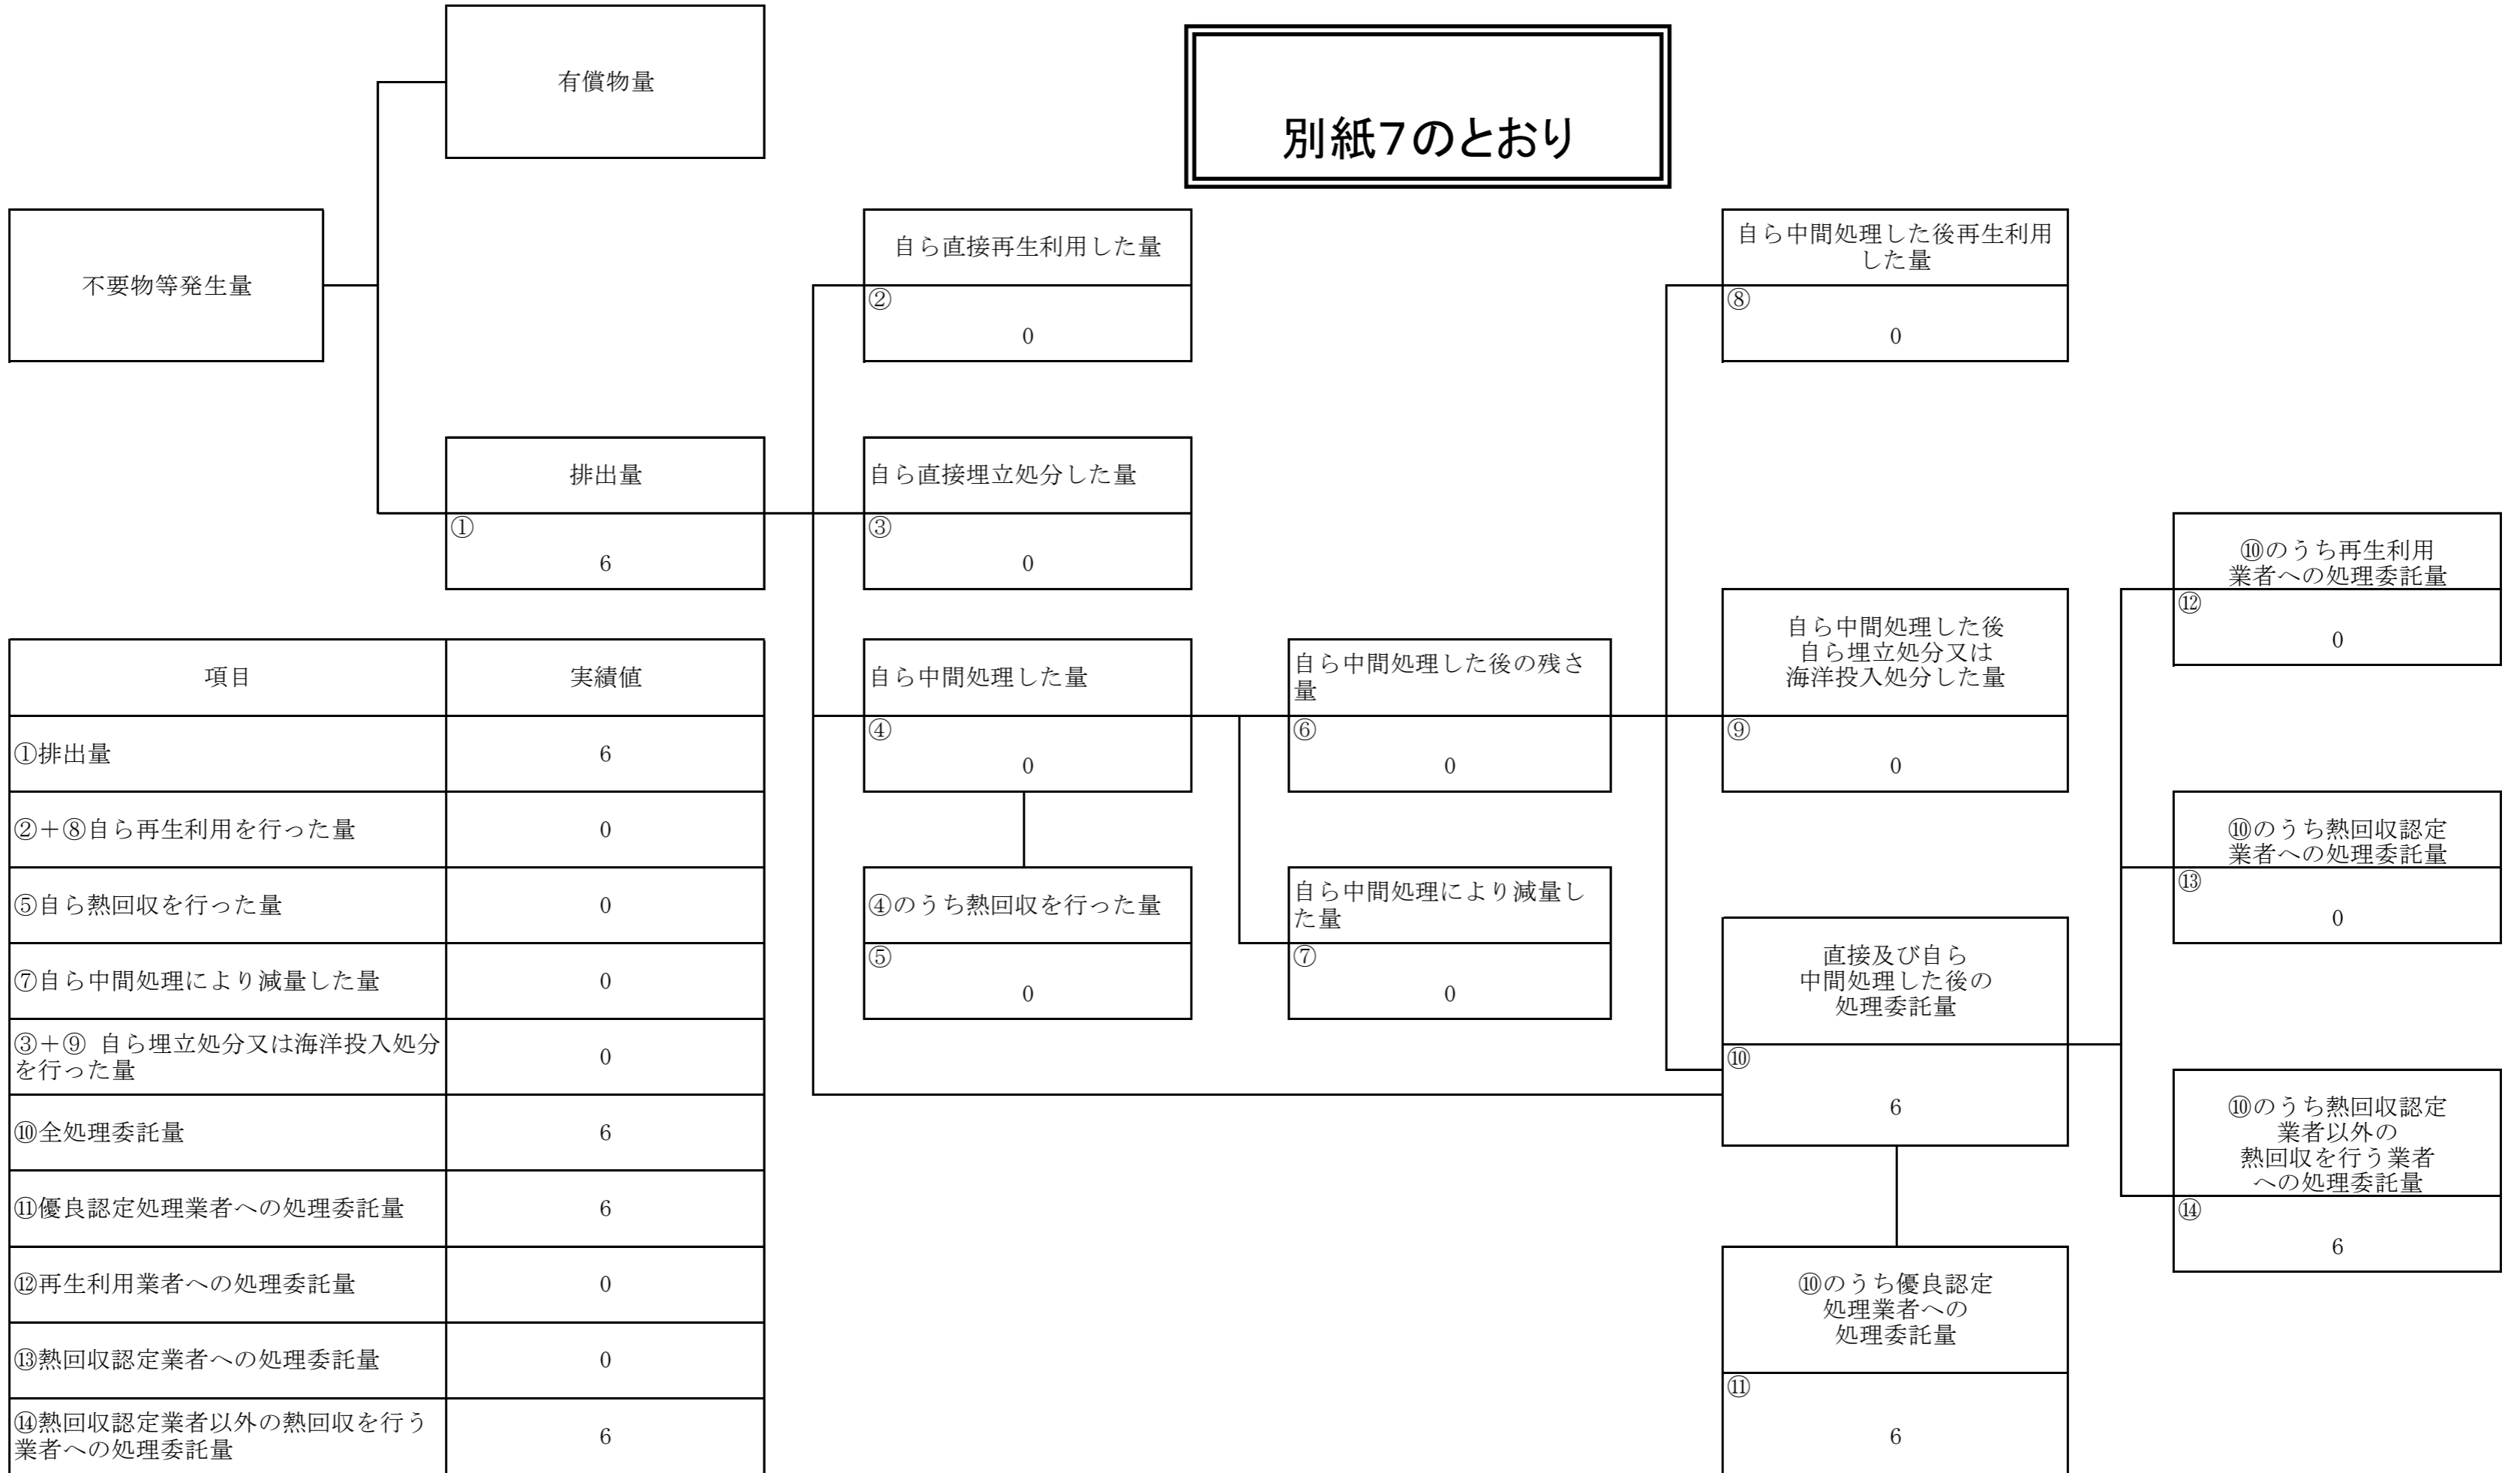 有償物量
別紙7のとおり
不要物等発生量
自ら直接再生利用した量
②
0
自ら中間処理した後再生利用
した量
⑧
0
排出量
①
6
自ら直接埋立処分した量
③
0
⑩のうち再生利用
業者への処理委託量
⑫
0
項目 実績値
①排出量 6
②+⑧自ら再生利用を行った量 0
⑤自ら熱回収を行った量 0
⑦自ら中間処理により減量した量 0
③+⑨ 自ら埋立処分又は海洋投入処分
を行った量 0
⑩全処理委託量 6
⑪優良認定処理業者への処理委託量 6
⑫再生利用業者への処理委託量 0
⑬熱回収認定業者への処理委託量 0
⑭熱回収認定業者以外の熱回収を行う
業者への処理委託量 6
自ら中間処理した量
④
0
自ら中間処理した後の残さ
量
⑥
0
自ら中間処理した後
自ら埋立処分又は
海洋投入処分した量
⑨
0
⑩のうち熱回収認定
業者への処理委託量
⑬
0
④のうち熱回収を行った量
⑤
0
自ら中間処理により減量し
た量
⑦
0
直接及び自ら
中間処理した後の
処理委託量
⑩
6
⑩のうち熱回収認定
業者以外の
熱回収を行う業者
への処理委託量
⑭
6
⑩のうち優良認定
処理業者への
処理委託量
⑪
6